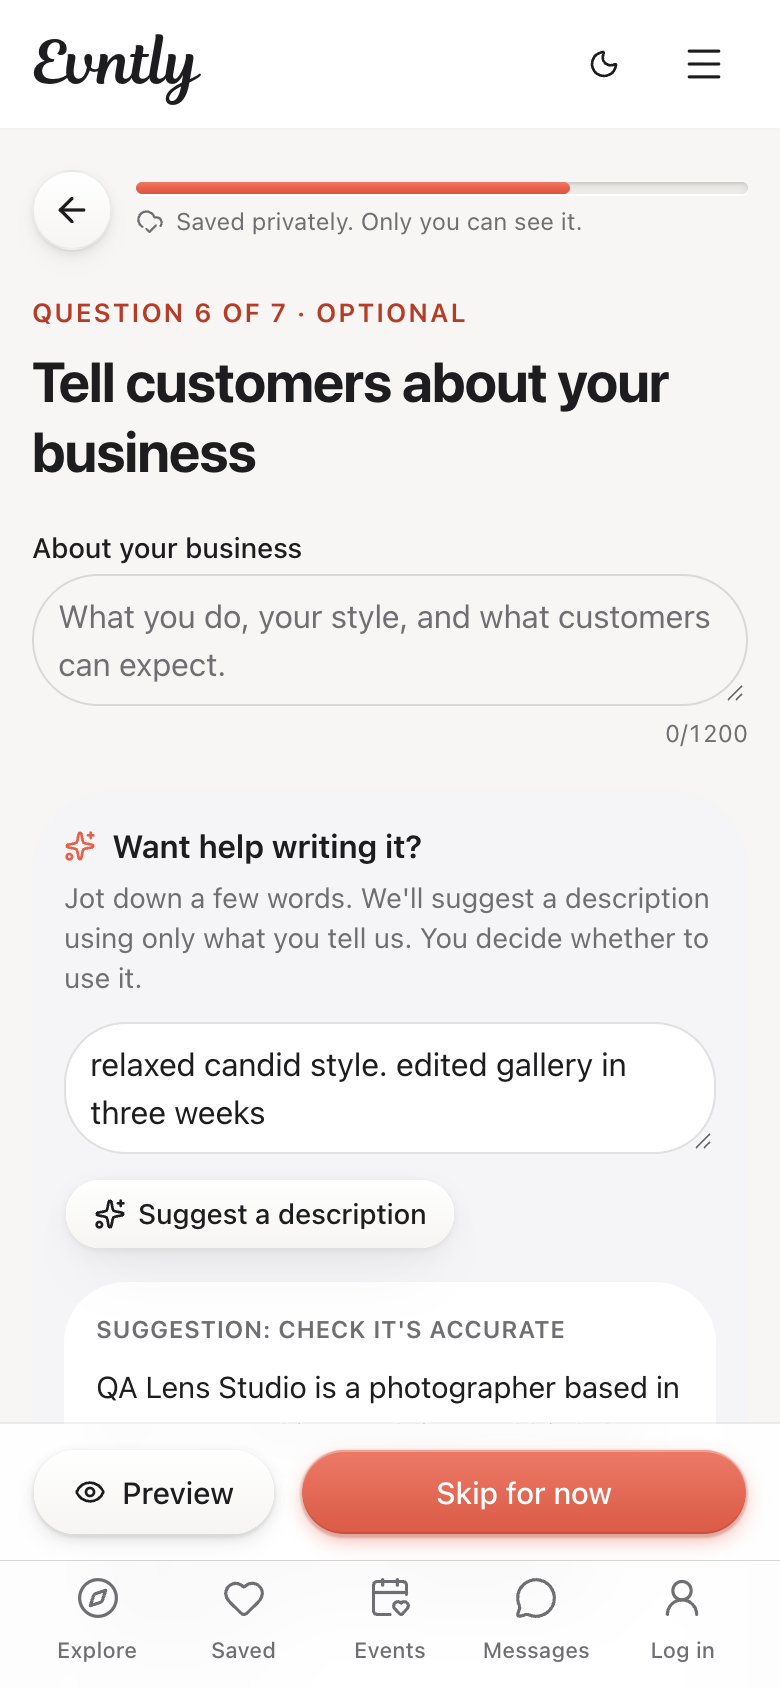 Evntly
Saved privately. Only you can see it.
QUESTION 6 OF 7 · OPTIONAL
Tell customers about your
business
About your business
What you do, your style, and what customers
can expect.
0/1200
Want help writing it?
Jot down a few words. We'll suggest a description
using only what you tell us. You decide whether to
use it.
relaxed candid style. edited gallery in
three weeks
Suggest a description
SUGGESTION: CHECK IT'S ACCURATE
QA Lens Studio is a photographer based in
Preview
Skip for now
Explore
Saved
Events
Messages
Log in